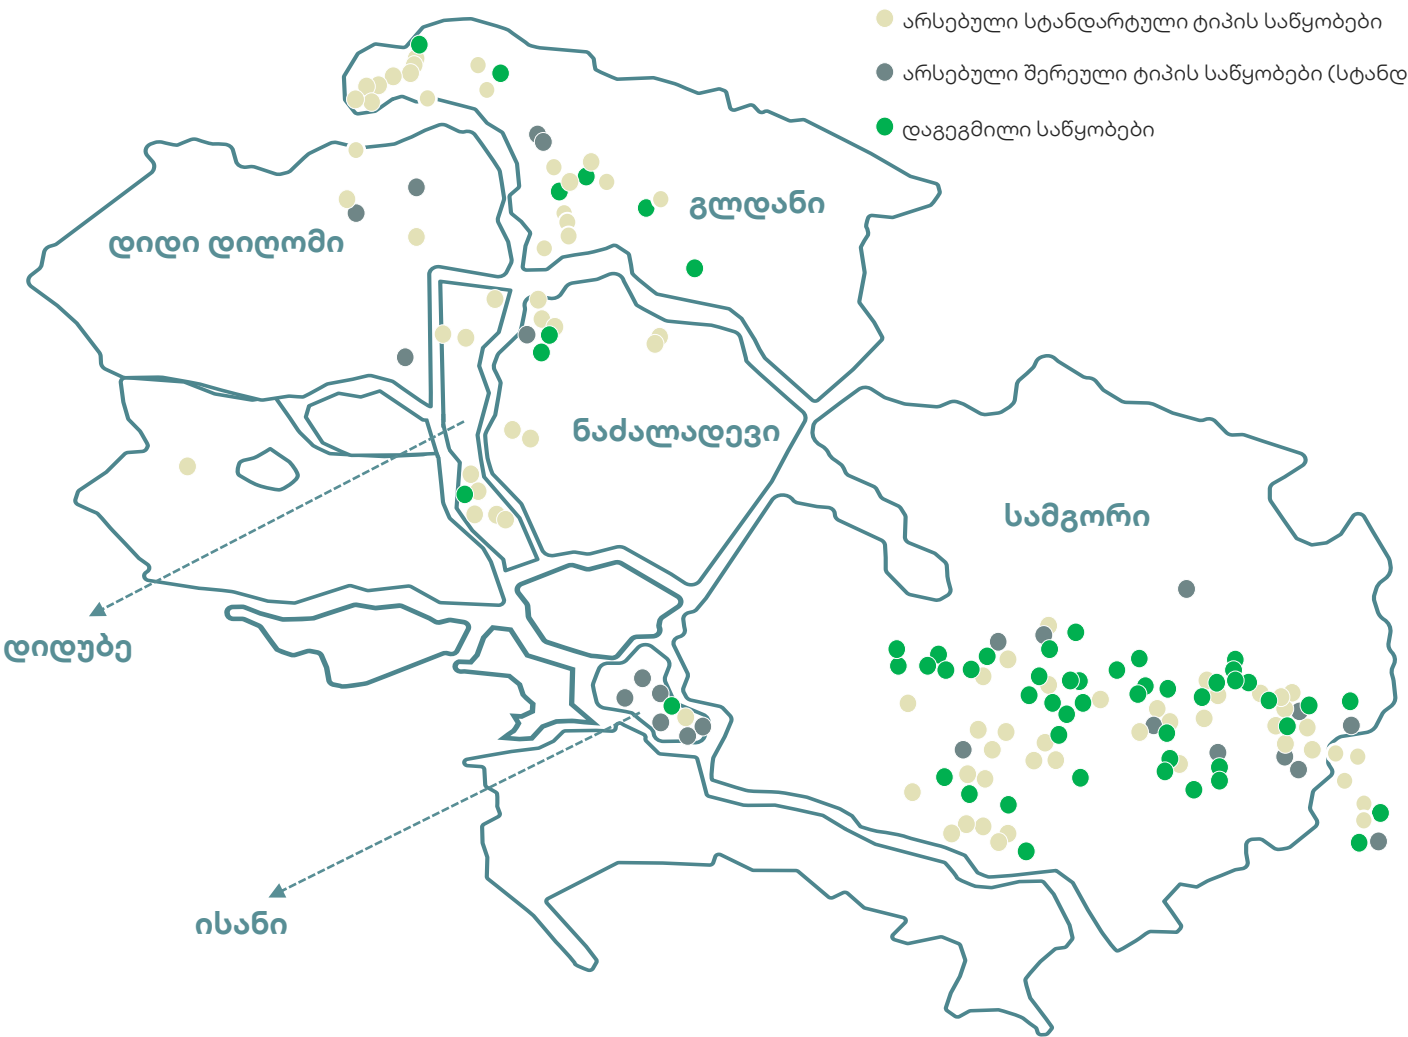 არსებული სტანდარტული ტიპის საწყობები
არსებული შერეული ტიპის საწყობები (სტანდ
დაგეგმილი საწყობები
გლდანი
დიდი დიღომი
ნაძალადევი
სამგორი
დიდუბე
ისანი